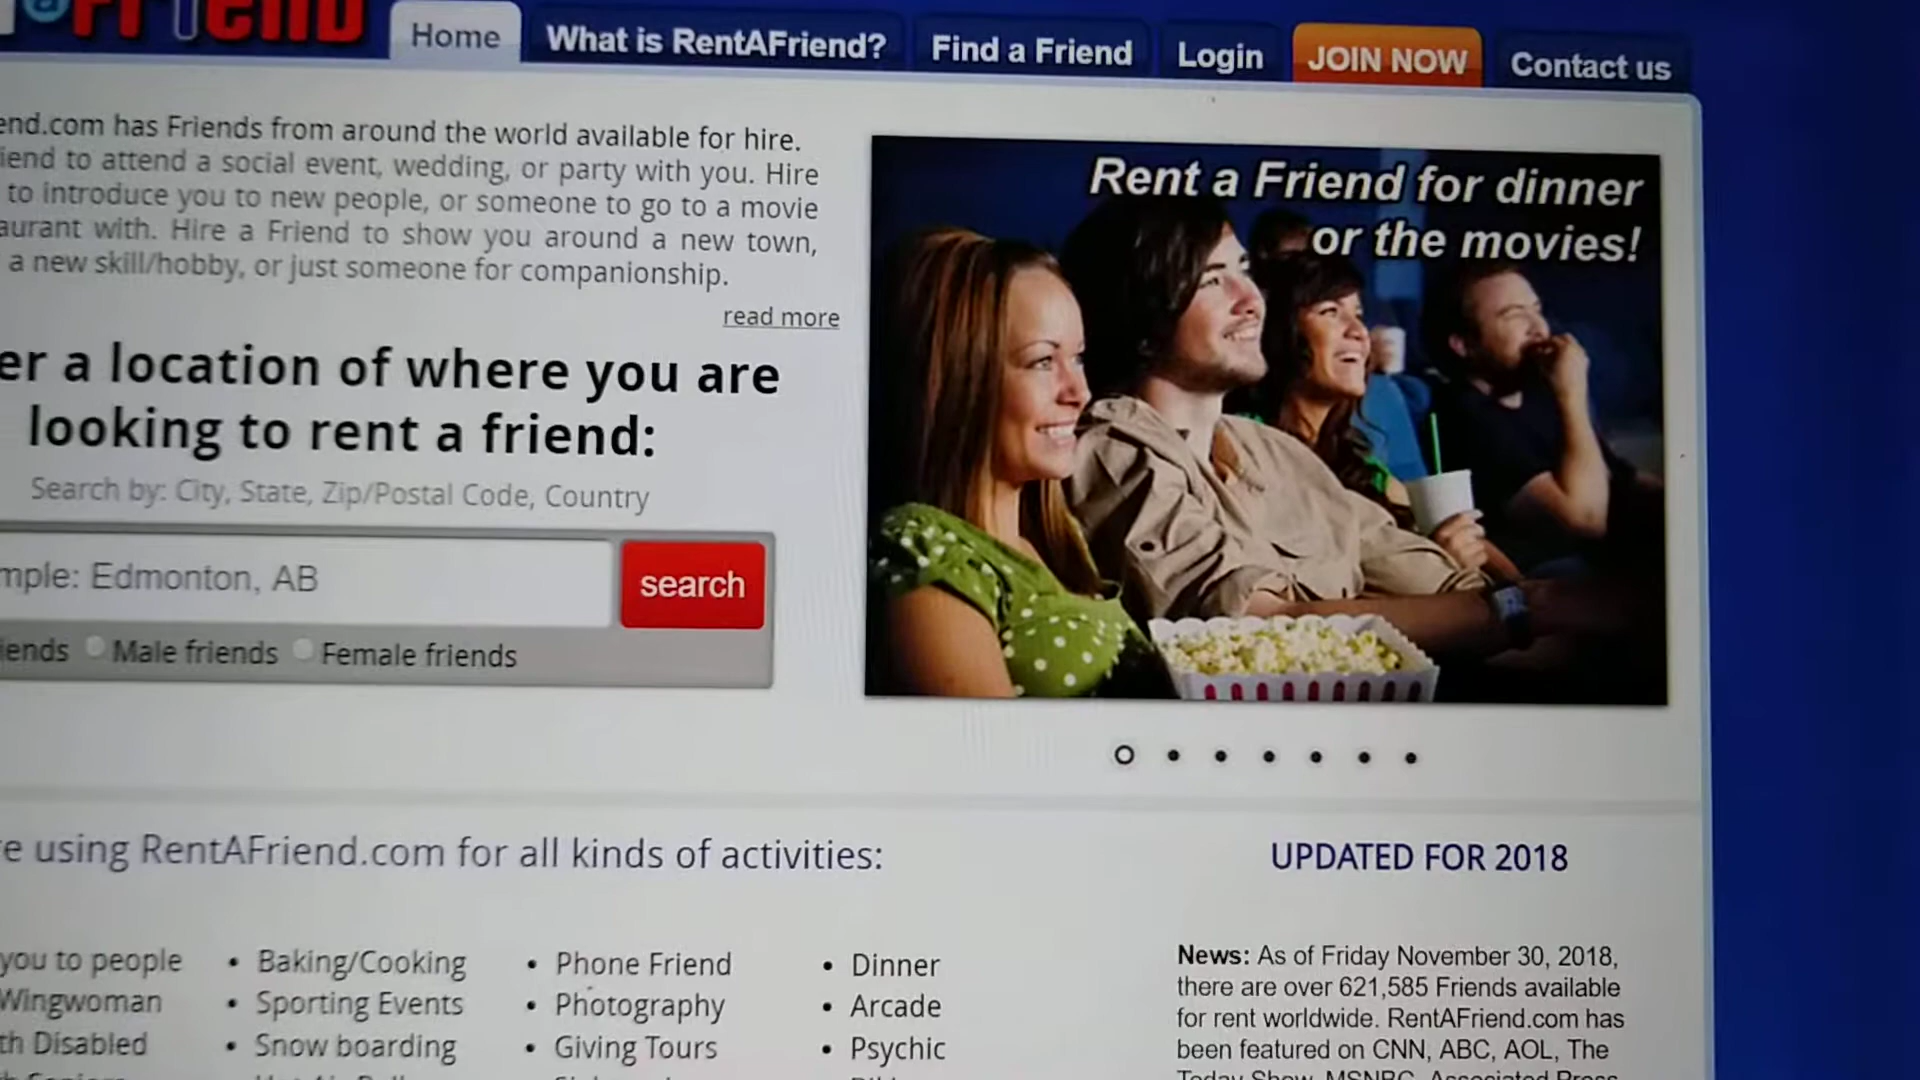 a Friend
Home
What is RentAFriend?
Find a Friend
Login
JOIN NOW
Contact us
end.com has Friends from around the world available for hire.
iend to attend a social event, wedding, or party with you. Hire
to introduce you to new people, or someone to go to a movie
aurant with. Hire a Friend to show you around a new town,
a new skill/hobby, or just someone for companionship.
read more
Rent a Friend for dinner
or the movies!
er a location of where you are
looking to rent a friend:
Search by: City, State, Zip/Postal Code, Country
mple: Edmonton, AB
search
iends Male friends Female friends
e using RentAFriend.com for all kinds of activities:
you to people
Wingwoman
th Disabled
• Baking/Cooking
• Sporting Events
• Snow boarding
• Phone Friend
• Photography
• Giving Tours
• Dinner
• Arcade
• Psychic
UPDATED FOR 2018
News: As of Friday November 30, 2018,
there are over 621,585 Friends available
for rent worldwide. RentAFriend.com has
been featured on CNN, ABC, AOL, The
Today Show, MSNBC, Associated Press